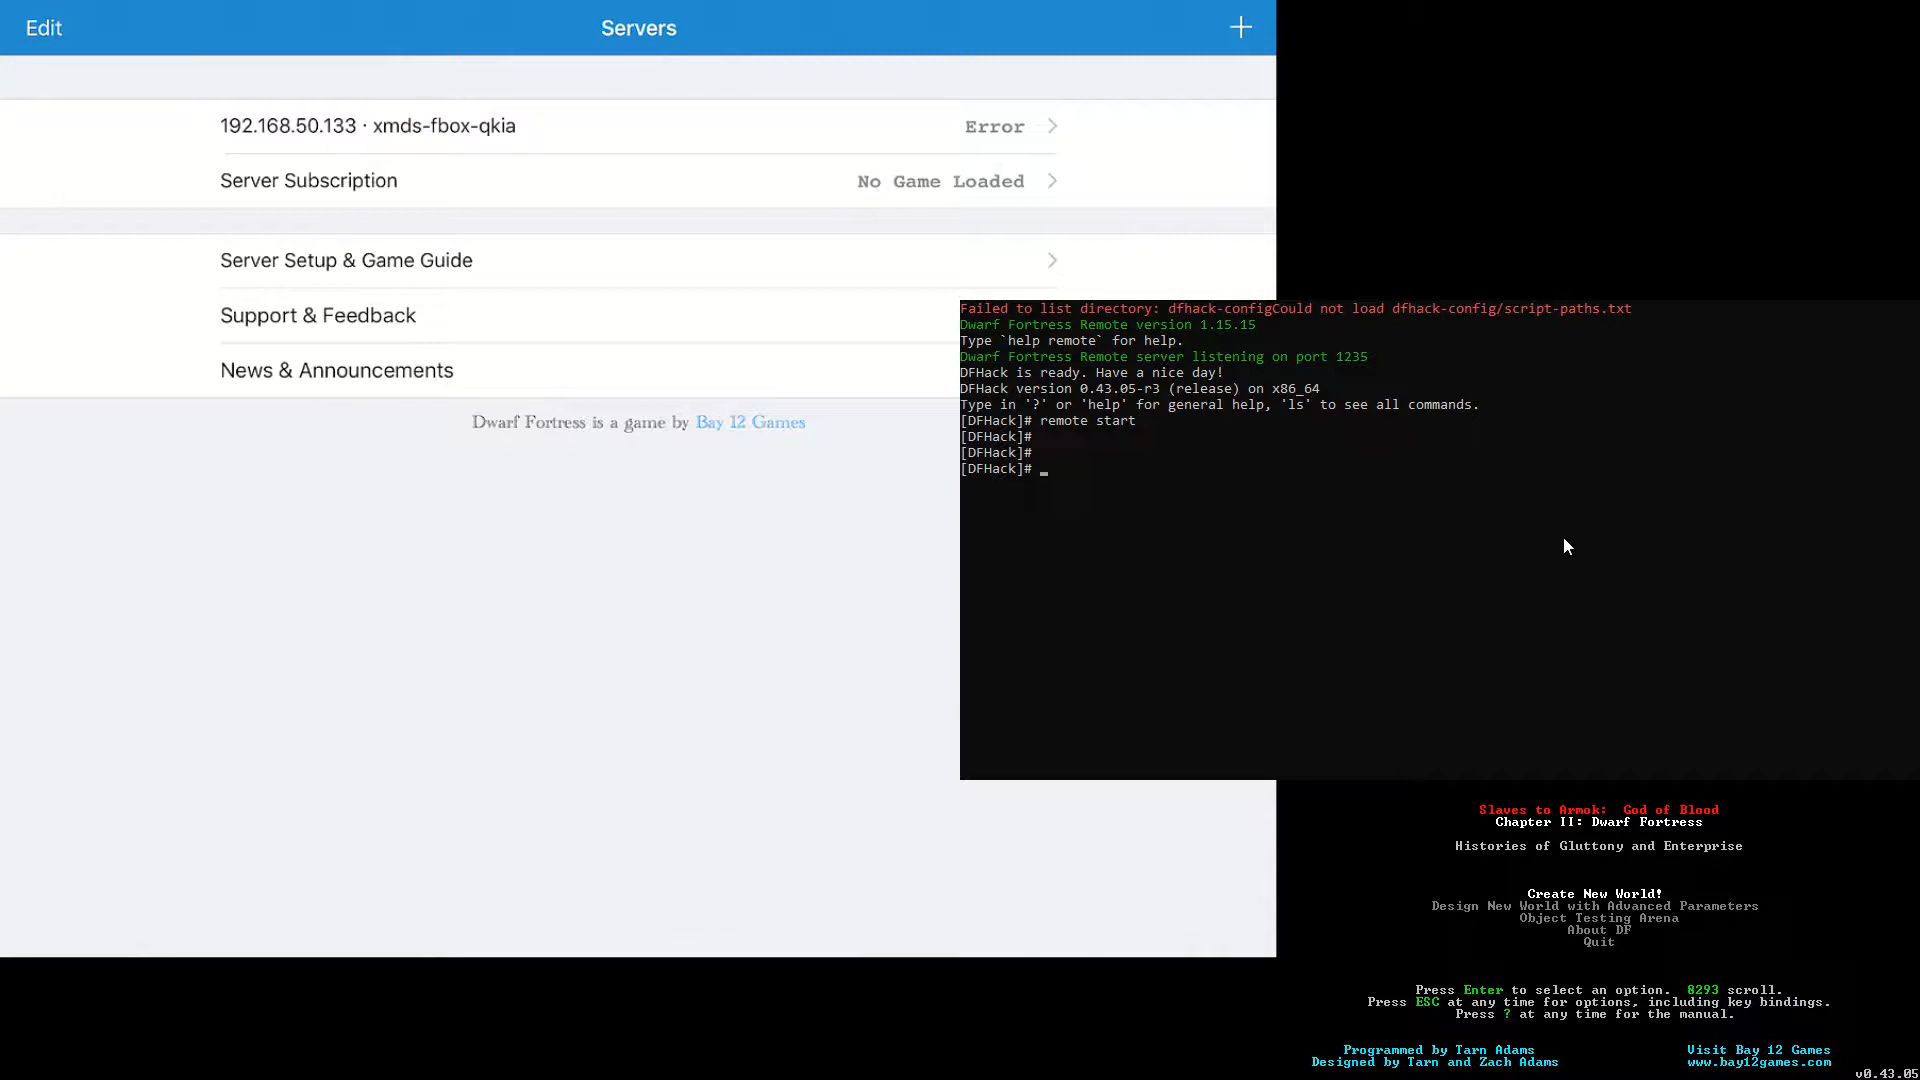 Edit
Servers
192.168.50.133 · xmds-fbox-qkia
Error
Server Subscription
No Game Loaded
Server Setup & Game Guide
Support & Feedback
News & Announcements
Dwarf Fortress is a game by Bay 12 Games
Failed to list directory: dfhack-configCould not load dfhack-config/script-paths.txt
Dwarf Fortress Remote version 1.15.15
Type `help remote` for help.
Dwarf Fortress Remote server listening on port 1235
DFHack is ready. Have a nice day!
DFHack version 0.43.05-r3 (release) on x86_64
Type in '?' or 'help' for general help, 'ls' to see all commands.
[DFHack]# remote start
[DFHack]#
[DFHack]#
[DFHack]# _
Slaves to Armok: God of Blood
Chapter II: Dwarf Fortress
Histories of Gluttony and Enterprise
Create New World!
Design New World with Advanced Parameters
Object Testing Arena
About DF
Quit
Press Enter to select an option. 8293 scroll.
Press ESC at any time for options, including key bindings.
Press ? at any time for the manual.
Programmed by Tarn Adams
Designed by Tarn and Zach Adams
Visit Bay 12 Games
www.bay12games.com
v0.43.05